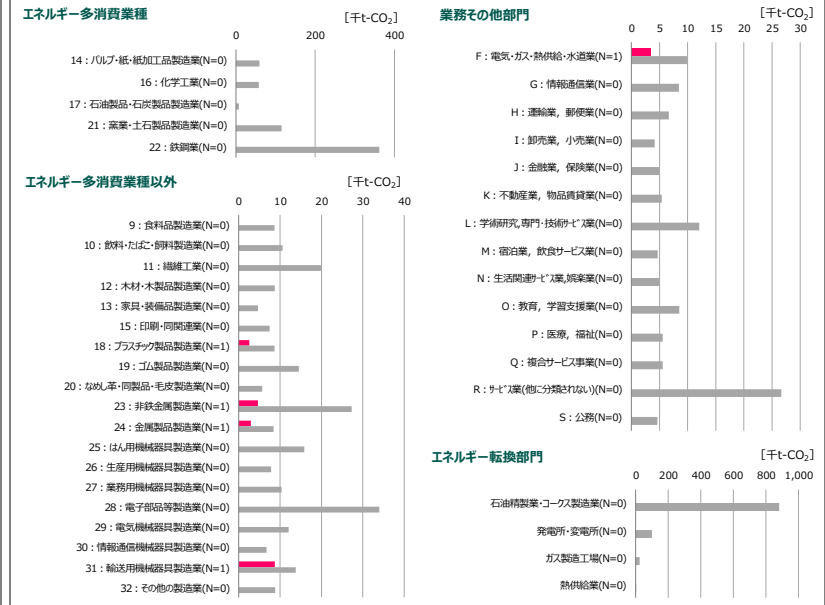 エネルギー多消費業種
[千t-CO₂]
0 200 400
14：パルプ・紙・紙加工品製造業(N=0)
16：化学工業(N=0)
17：石油製品・石炭製品製造業(N=0)
21：窯業・土石製品製造業(N=0)
22：鉄鋼業(N=0)
エネルギー多消費業種以外
[千t-CO₂]
0 10 20 30 40
9：食料品製造業(N=0)
10：飲料・たばこ・飼料製造業(N=0)
11：繊維工業(N=0)
12：木材・木製品製造業(N=0)
13：家具・装備品製造業(N=0)
15：印刷・同関連業(N=0)
18：プラスチック製品製造業(N=1)
19：ゴム製品製造業(N=0)
20：なめし革・同製品・毛皮製造業(N=0)
23：非鉄金属製造業(N=1)
24：金属製品製造業(N=1)
25：はん用機械器具製造業(N=0)
26：生産用機械器具製造業(N=0)
27：業務用機械器具製造業(N=0)
28：電子部品等製造業(N=0)
29：電気機械器具製造業(N=0)
30：情報通信機械器具製造業(N=0)
31：輸送用機械器具製造業(N=1)
32：その他の製造業(N=0)
業務その他部門
[千t-CO₂]
0 5 10 15 20 25 30
F：電気・ガス・熱供給・水道業(N=1)
G：情報通信業(N=0)
H：運輸業，郵便業(N=0)
I：卸売業，小売業(N=0)
J：金融業，保険業(N=0)
K：不動産業，物品賃貸業(N=0)
L：学術研究,専門・技術ｻｰﾋﾞｽ業(N=0)
M：宿泊業，飲食サービス業(N=0)
N：生活関連ｻｰﾋﾞｽ業,娯楽業(N=0)
O：教育，学習支援業(N=0)
P：医療，福祉(N=0)
Q：複合サービス事業(N=0)
R：ｻｰﾋﾞｽ業(他に分類されない)(N=0)
S：公務(N=0)
エネルギー転換部門
[千t-CO₂]
0 200 400 600 800 1,000
石油精製業・コークス製造業(N=0)
発電所・変電所(N=0)
ガス製造工場(N=0)
熱供給業(N=0)